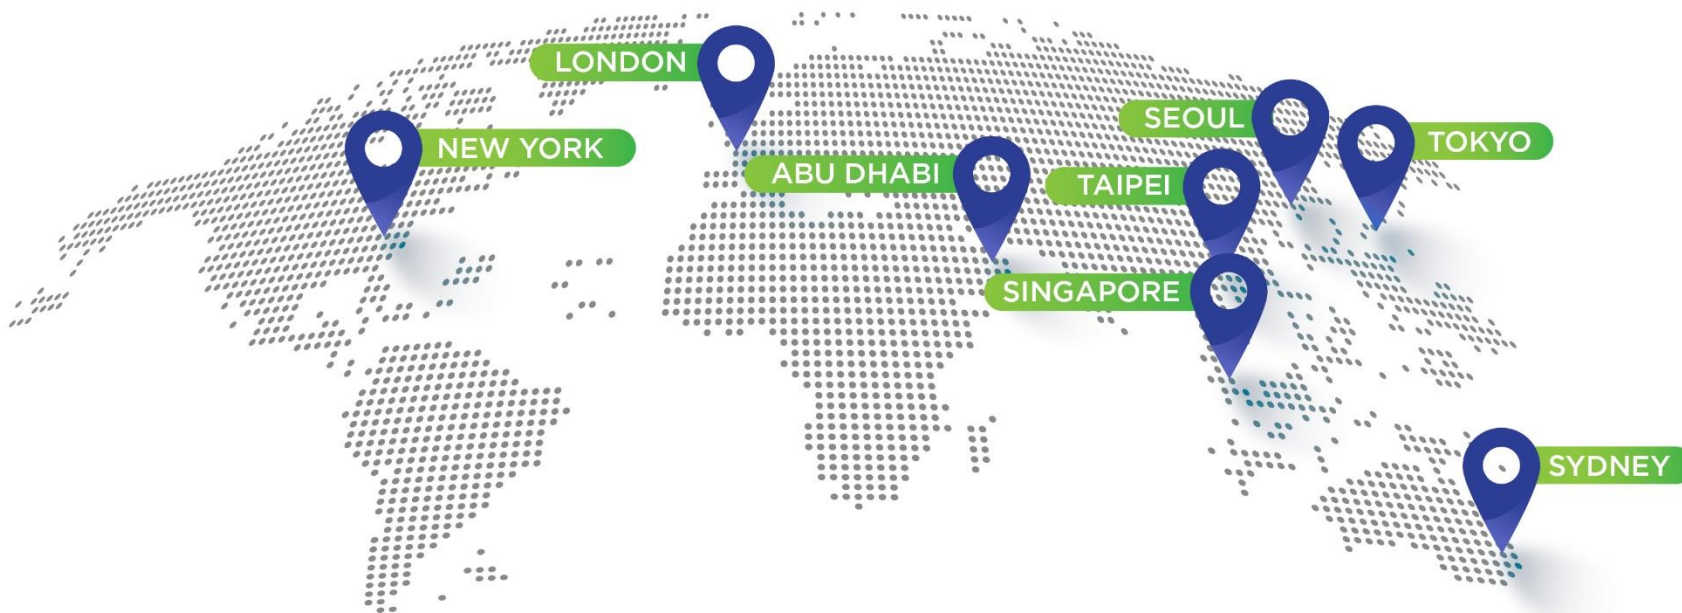 LONDON
SEOUL
TOKYO
NEW YORK
ABU DHABI
TAIPEI
SINGAPORE
SYDNEY